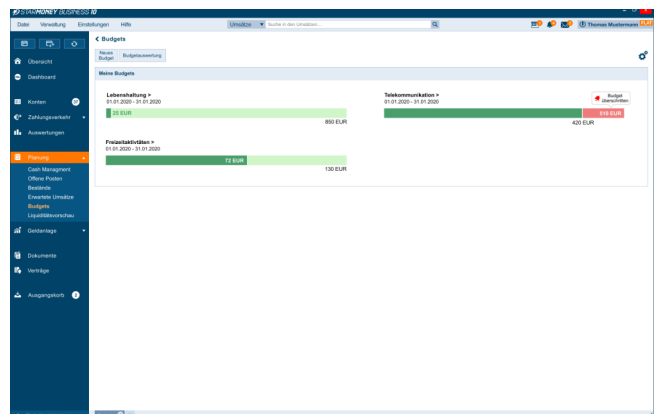 STARMONEY BUSINESS 10
Datei Verwaltung Einstellungen Hilfe
Umsätze Suche in den Umsätzen...
Thomas Mustermann
Budgets
Neues Budget
Budgetauswertung
Übersicht
Dashboard
Konten
Zahlungsverkehr
Auswertungen
Planung
Cash Managment
Offene Posten
Bestände
Erwartete Umsätze
Budgets
Liquiditätsvorschau
Geldanlage
Dokumente
Verträge
Ausgangskorb
Meine Budgets
Lebenshaltung >
01.01.2020 - 31.01.2020
25 EUR
850 EUR
Telekommunikation >
01.01.2020 - 31.01.2020
Budget überschritten
510 EUR
420 EUR
Freizeitaktivitäten >
01.01.2020 - 31.01.2020
72 EUR
130 EUR